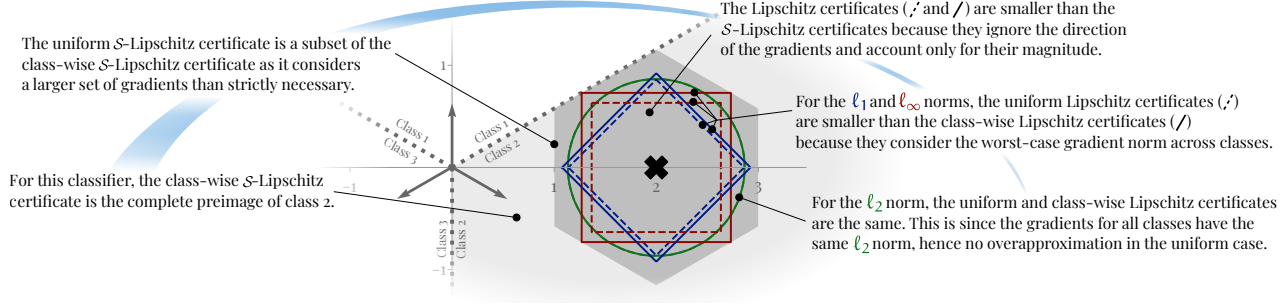 The Lipschitz certificates (⋰ and /) are smaller than the
𝒮-Lipschitz certificates because they ignore the direction
of the gradients and account only for their magnitude.
The uniform 𝒮-Lipschitz certificate is a subset of the
class-wise 𝒮-Lipschitz certificate as it considers
a larger set of gradients than strictly necessary.
For the ℓ1 and ℓ∞ norms, the uniform Lipschitz certificates (⋰)
are smaller than the class-wise Lipschitz certificates (/)
because they consider the worst-case gradient norm across classes.
For this classifier, the class-wise 𝒮-Lipschitz
certificate is the complete preimage of class 2.
For the ℓ2 norm, the uniform and class-wise Lipschitz certificates
are the same. This is since the gradients for all classes have the
same ℓ2 norm, hence no overapproximation in the uniform case.
1
Class 1
Class 3
Class 1
Class 2
−1
1
2
3
Class 3
Class 2
−1